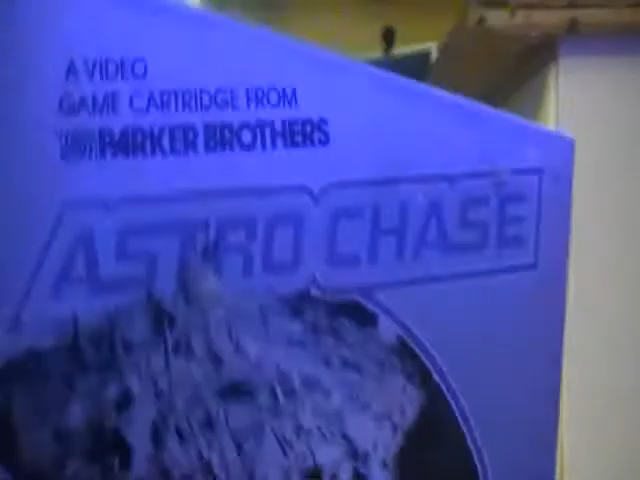 A VIDEO
GAME CARTRIDGE FROM
PARKER BROTHERS
ASTRO CHASE